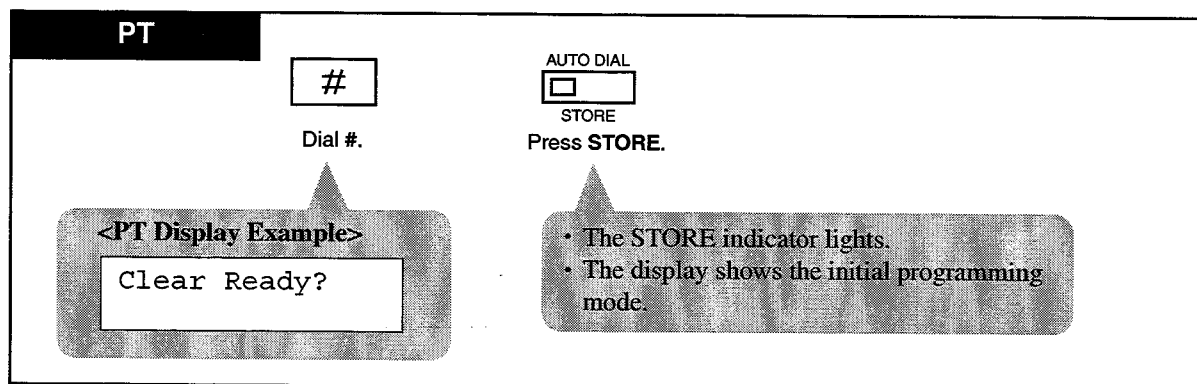 PT
#
Dial #.
AUTO DIAL
STORE
Press STORE.
<PT Display Example>
Clear Ready?
• The STORE indicator lights.
• The display shows the initial programming
mode.